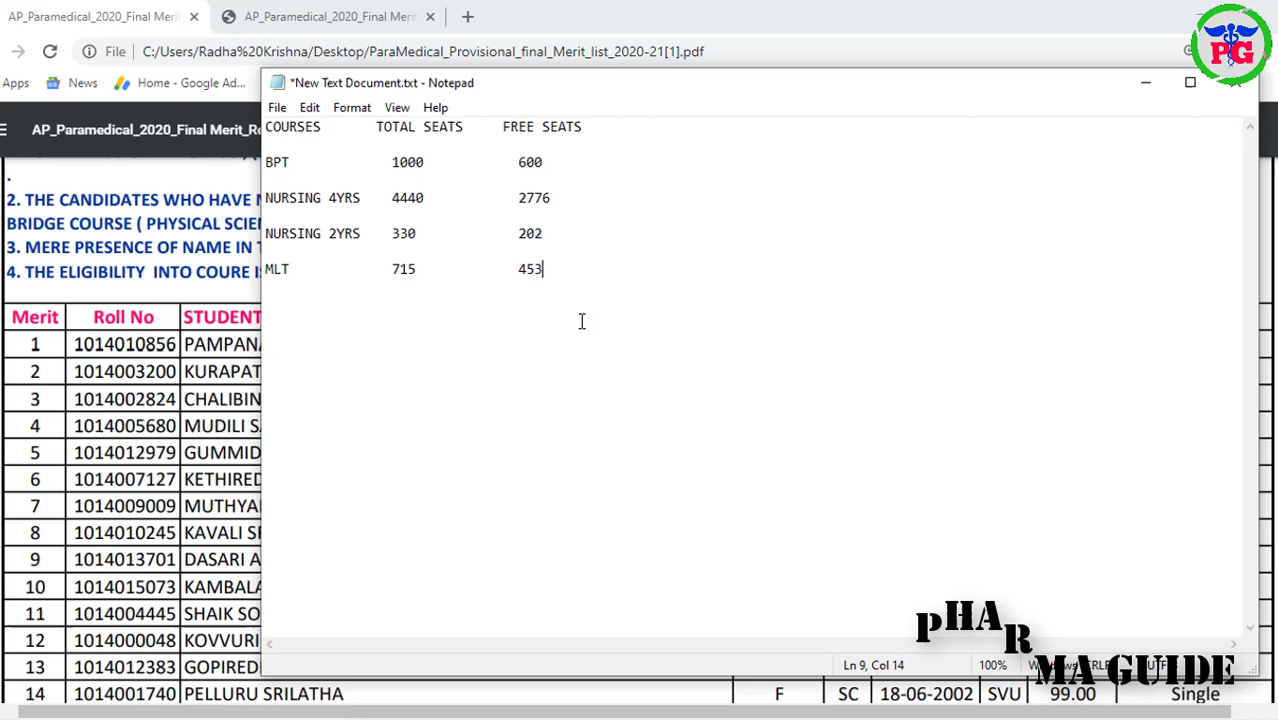 AP_Paramedical_2020_Final Merit
AP_Paramedical_2020_Final Merit
PG
File C:/Users/Radha%20Krishna/Desktop/ParaMedical_Provisional_final_Merit_list_2020-21[1].pdf
Apps News Home - Google Ad...
*New Text Document.txt - Notepad
File Edit Format View Help
AP_Paramedical_2020_Final Merit_Re
COURSES TOTAL SEATS FREE SEATS
BPT 1000 600
NURSING 4YRS 4440 2776
NURSING 2YRS 330 202
MLT 715 453
.
2. THE CANDIDATES WHO HAVE
BRIDGE COURSE ( PHYSICAL SCIEN
3. MERE PRESENCE OF NAME IN
4. THE ELIGIBILITY INTO COURE
Merit Roll No STUDENT
1 1014010856 PAMPANA
2 1014003200 KURAPAT
3 1014002824 CHALIBIN
4 1014005680 MUDILI SA
5 1014012979 GUMMID
6 1014007127 KETHIRED
7 1014009009 MUTHYA
8 1014010245 KAVALI SR
9 1014013701 DASARI A
10 1014015073 KAMBALA
11 1014004445 SHAIK SO
12 1014000048 KOVVURI
13 1014012383 GOPIREDD
14 1014001740 PELLURU SRILATHA F SC 18-06-2002 SVU 99.00 Single
Ln 9, Col 14 100%
pHARMA GUIDE